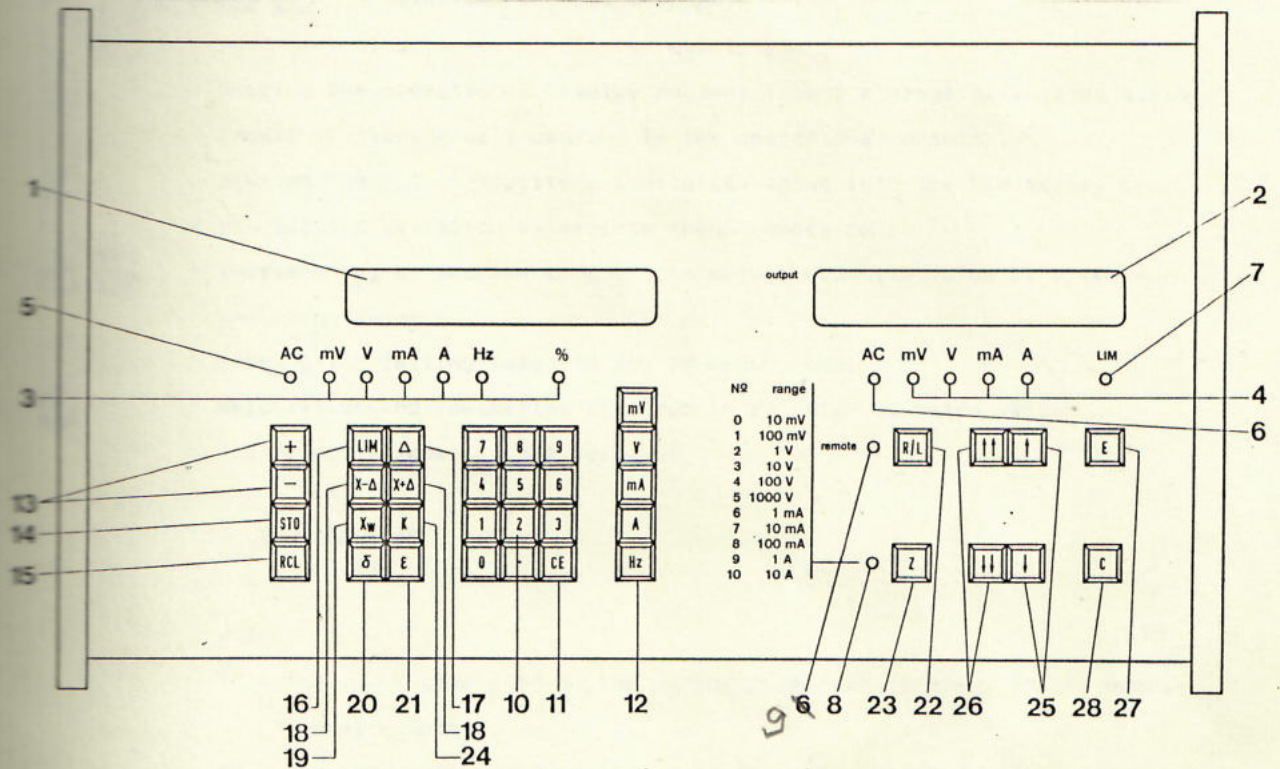 1
2
output
7
5
AC mV V mA A Hz %
AC mV V mA A LIM
3
4
6
mV
V
mA
A
Hz
Nº range
0 10 mV
1 100 mV
2 1 V
3 10 V
4 100 V
5 1000 V
6 1 mA
7 10 mA
8 100 mA
9 1 A
10 10 A
+ LIM Δ 7 8 9
− X-Δ X+Δ 4 5 6
STO Xw K 1 2 3
RCL δ ε 0 · CE
remote R/L ↑↑ ↑ E
Z ↓↓ ↓ C
13
14
15
16 20 21 17 10 11 12 6 8 23 22 26 25 28 27
9
18 18
19 24